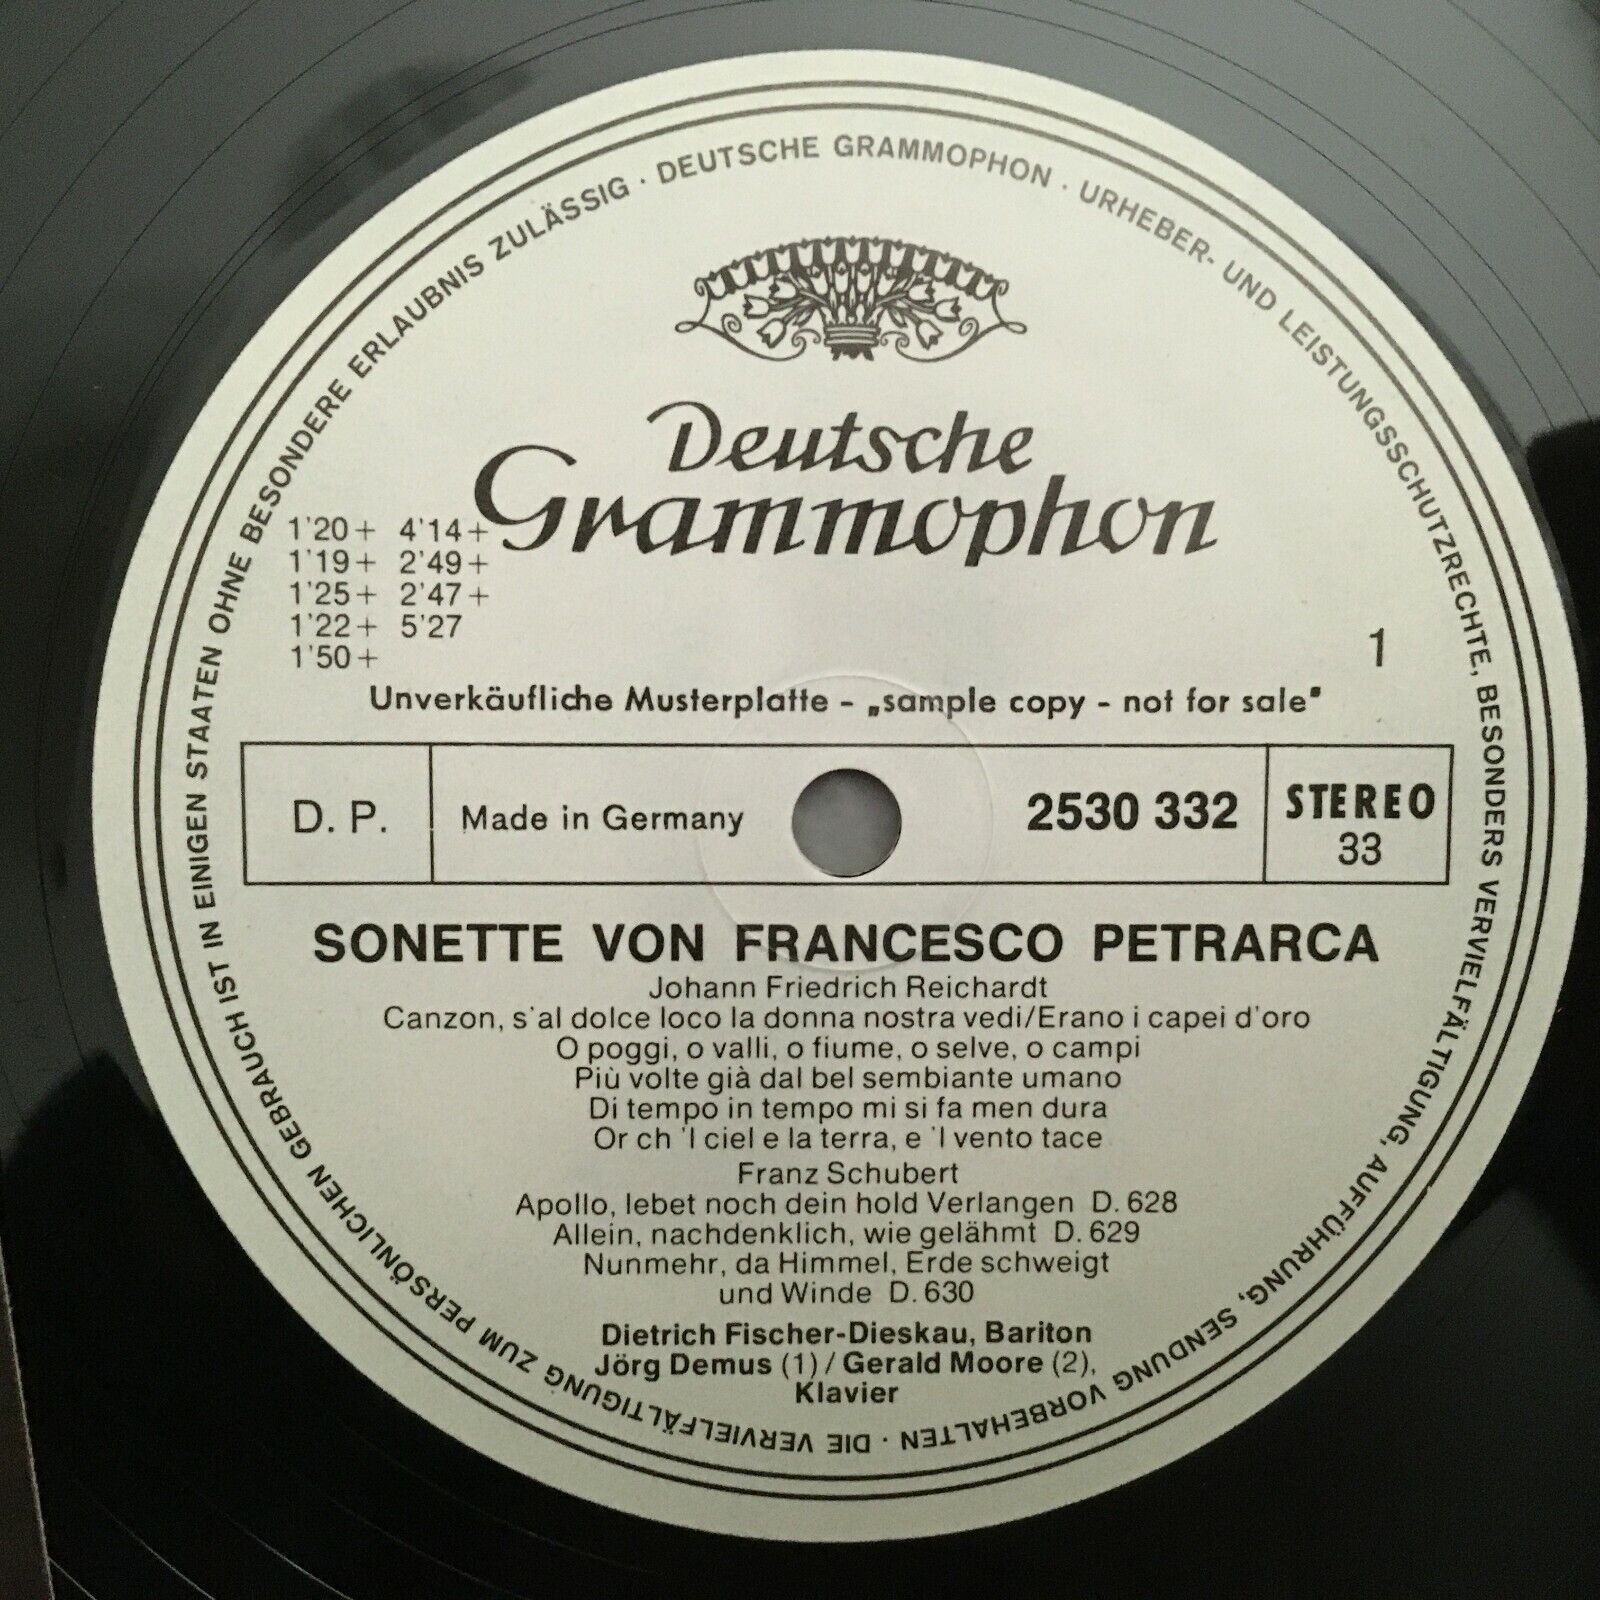 DEUTSCHE GRAMMOPHON · URHEBER- UND LEISTUNGSSCHUTZRECHTE, BESONDERS VERVIELFÄLTIGUNG, AUFFÜHRUNG, SENDUNG VORBEHALTEN · DIE VERVIELFÄLTIGUNG ZUM PERSÖNLICHEN GEBRAUCH IST IN EINIGEN STAATEN OHNE BESONDERE ERLAUBNIS ZULÄSSIG ·
Deutsche
Grammophon
1'20+ 4'14+
1'19+ 2'49+
1'25+ 2'47+
1'22+ 5'27
1'50+
1
Unverkäufliche Musterplatte - „sample copy - not for sale"
D. P. Made in Germany 2530 332 STEREO
33
SONETTE VON FRANCESCO PETRARCA
Johann Friedrich Reichardt
Canzon, s'al dolce loco la donna nostra vedi/Erano i capei d'oro
O poggi, o valli, o fiume, o selve, o campi
Più volte già dal bel sembiante umano
Di tempo in tempo mi si fa men dura
Or ch 'l ciel e la terra, e 'l vento tace
Franz Schubert
Apollo, lebet noch dein hold Verlangen D. 628
Allein, nachdenklich, wie gelähmt D. 629
Nunmehr, da Himmel, Erde schweigt
und Winde D. 630
Dietrich Fischer-Dieskau, Bariton
Jörg Demus (1) / Gerald Moore (2),
Klavier